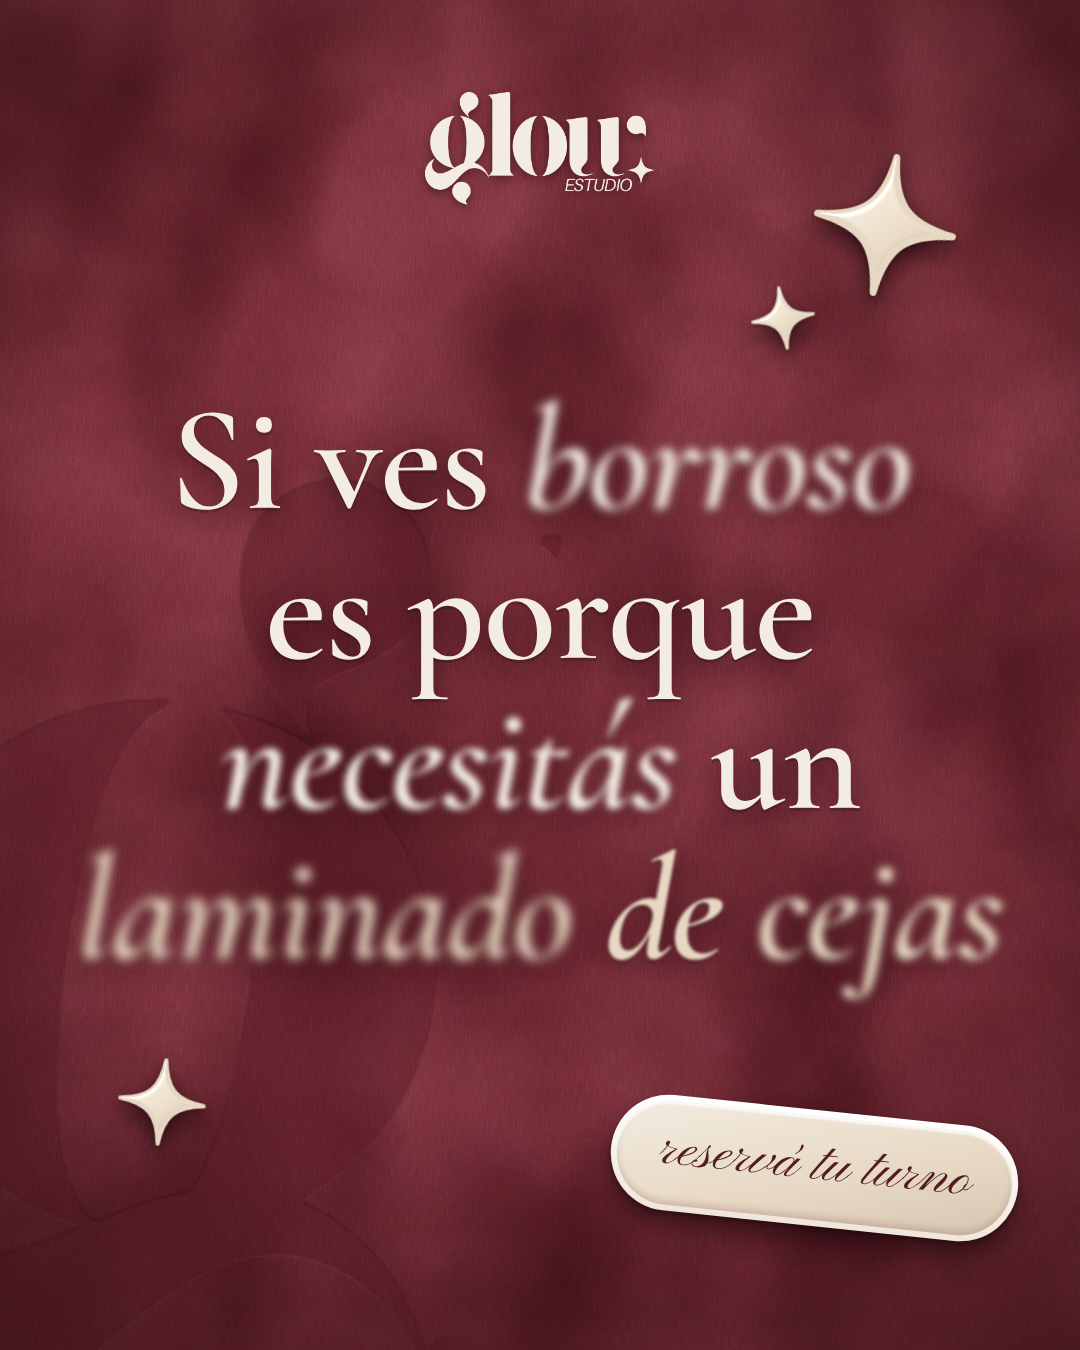 glow
ESTUDIO
Si ves borroso
es porque
necesitás un
laminado de cejas
reservá tu turno